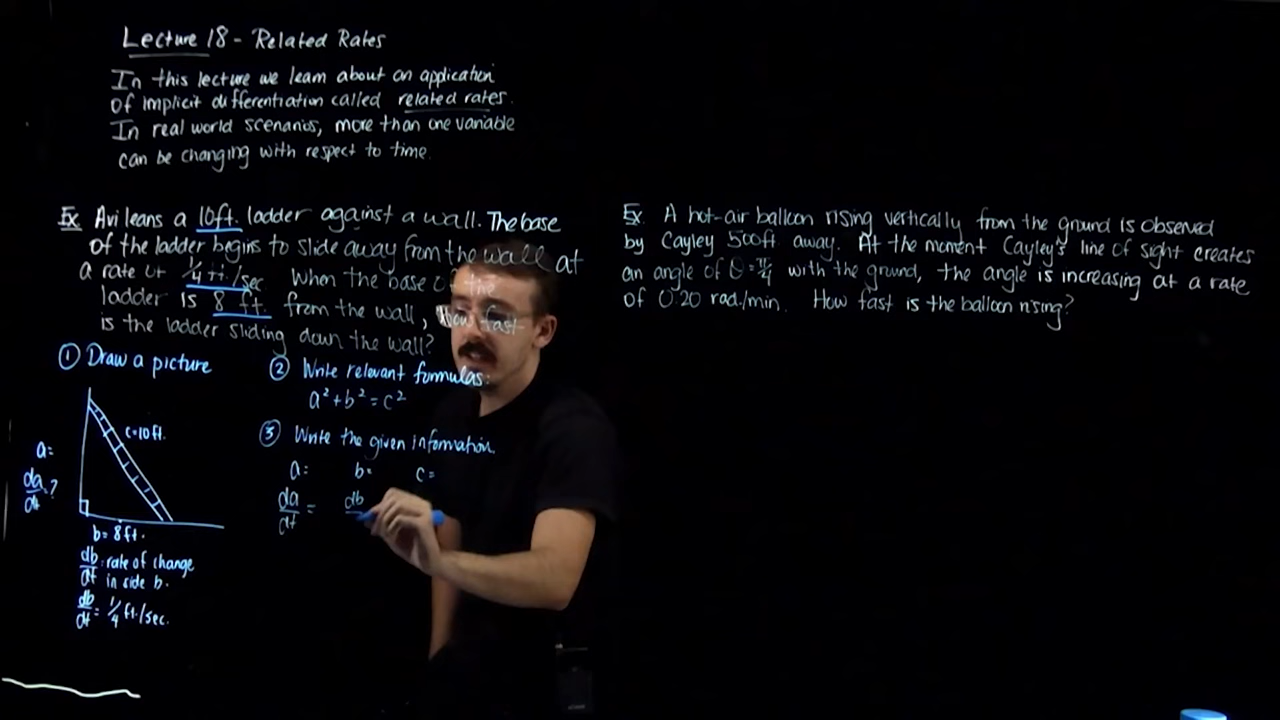 Lecture 18 - Related Rates
In this lecture we learn about an application
of implicit differentiation called related rates.
In real world scenarios, more than one variable
can be changing with respect to time.
Ex Avi leans a 10ft. ladder against a wall. The base
of the ladder begins to slide away from the wall at
a rate of 1/4 ft./sec When the base
ladder is 8 ft. from the wall, How fast
is the ladder sliding down the wall?
① Draw a picture
c=10ft.
a=
da/dt=?
b=8ft.
db/dt: rate of change
in side b.
db/dt= 1/4 ft./sec.
② Write relevant formulas:
a²+b²=c²
③ Write the given information.
a= b= c=
da/dt= db
Ex. A hot-air balloon rising vertically from the ground is observed
by Cayley 500ft away. At the moment Cayley's line of sight creates
an angle of θ=π/4 with the ground, the angle is increasing at a rate
of 0.20 rad./min. How fast is the balloon rising?